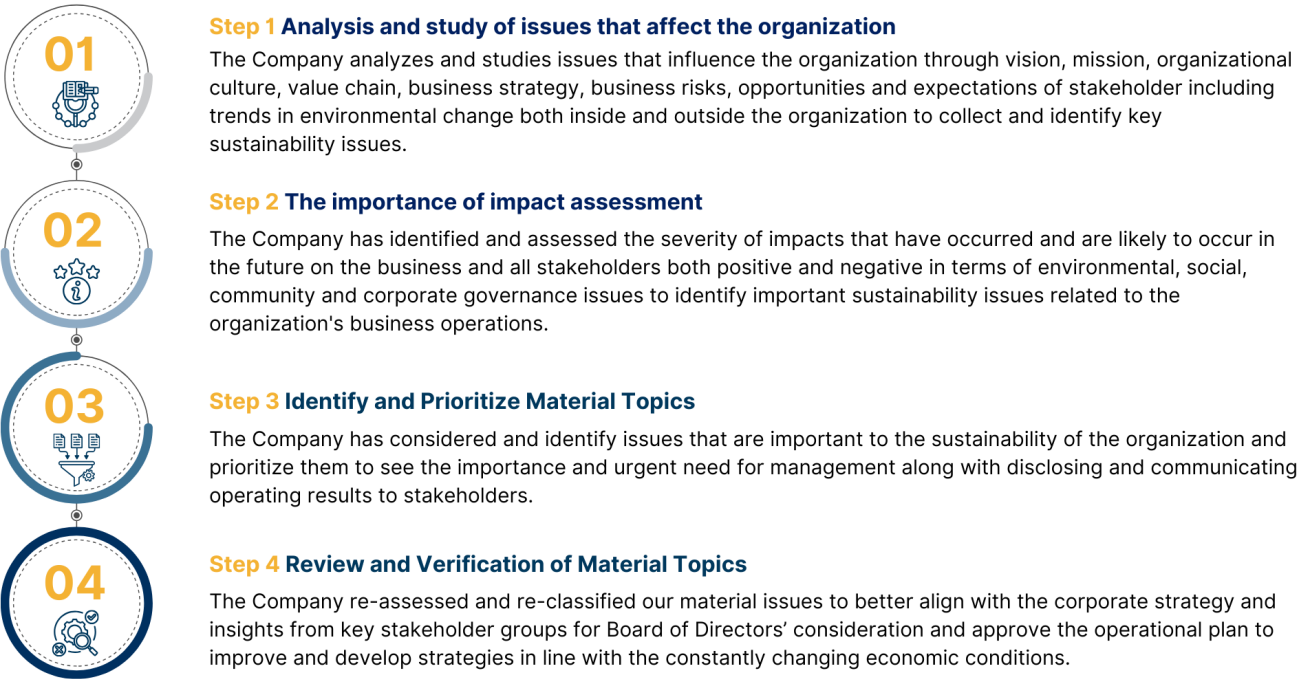 01
Step 1 Analysis and study of issues that affect the organization
The Company analyzes and studies issues that influence the organization through vision, mission, organizational
culture, value chain, business strategy, business risks, opportunities and expectations of stakeholder including
trends in environmental change both inside and outside the organization to collect and identify key
sustainability issues.
02
Step 2 The importance of impact assessment
The Company has identified and assessed the severity of impacts that have occurred and are likely to occur in
the future on the business and all stakeholders both positive and negative in terms of environmental, social,
community and corporate governance issues to identify important sustainability issues related to the
organization's business operations.
03
Step 3 Identify and Prioritize Material Topics
The Company has considered and identify issues that are important to the sustainability of the organization and
prioritize them to see the importance and urgent need for management along with disclosing and communicating
operating results to stakeholders.
04
Step 4 Review and Verification of Material Topics
The Company re-assessed and re-classified our material issues to better align with the corporate strategy and
insights from key stakeholder groups for Board of Directors’ consideration and approve the operational plan to
improve and develop strategies in line with the constantly changing economic conditions.